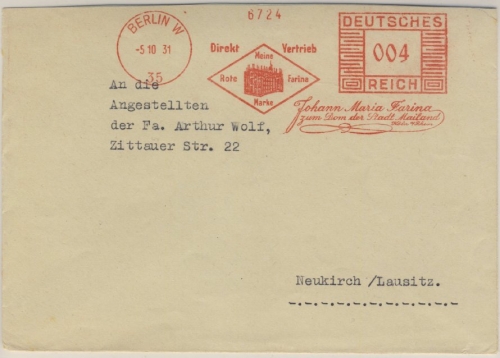 BERLIN W
-5 10 31
35
6724
Direkt Vertrieb
Meine
Rote Farine
Marke
DEUTSCHES
004
REICH
Johann Maria Farina
zum Dom der Stadt Mailand
An die
Angestellten
der Fa. Arthur Wolf,
Zittauer Str. 22
Neukirch /Lausitz.